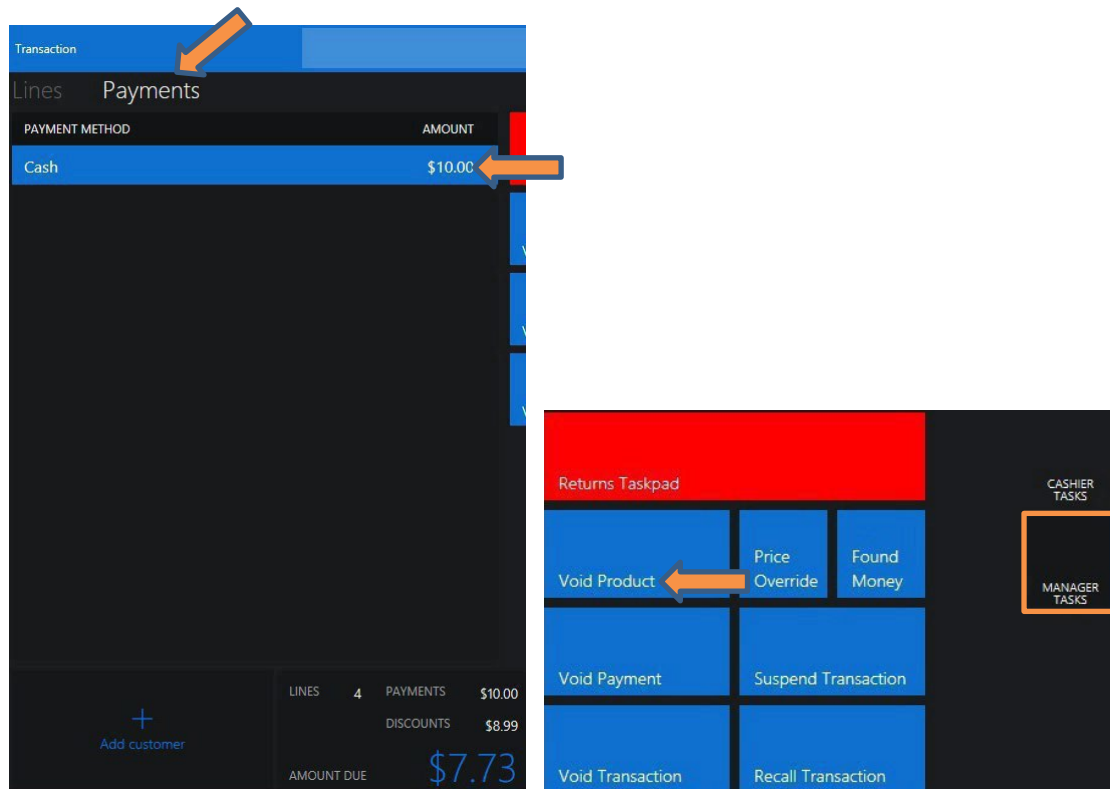 Transaction
Lines Payments
PAYMENT METHOD AMOUNT
Cash $10.00
LINES 4 PAYMENTS $10.00
DISCOUNTS $8.99
Add customer
AMOUNT DUE $7.73
Returns Taskpad
Void Product
Price
Override
Found
Money
Void Payment
Suspend Transaction
Void Transaction
Recall Transaction
CASHIER
TASKS
MANAGER
TASKS